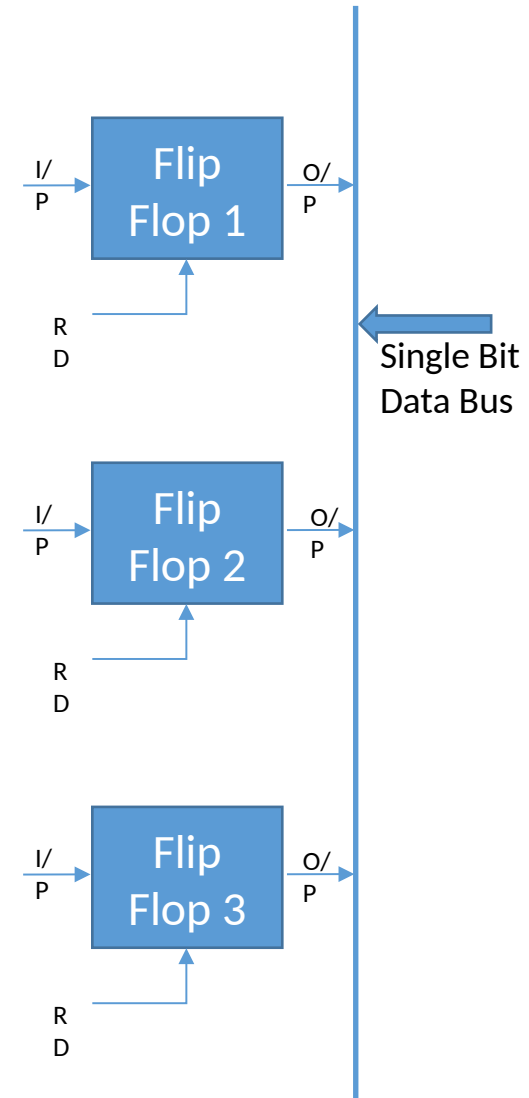 I/
P
Flip
Flop 1
O/
P
R
D
Single Bit
Data Bus
I/
P
Flip
Flop 2
O/
P
R
D
I/
P
Flip
Flop 3
O/
P
R
D